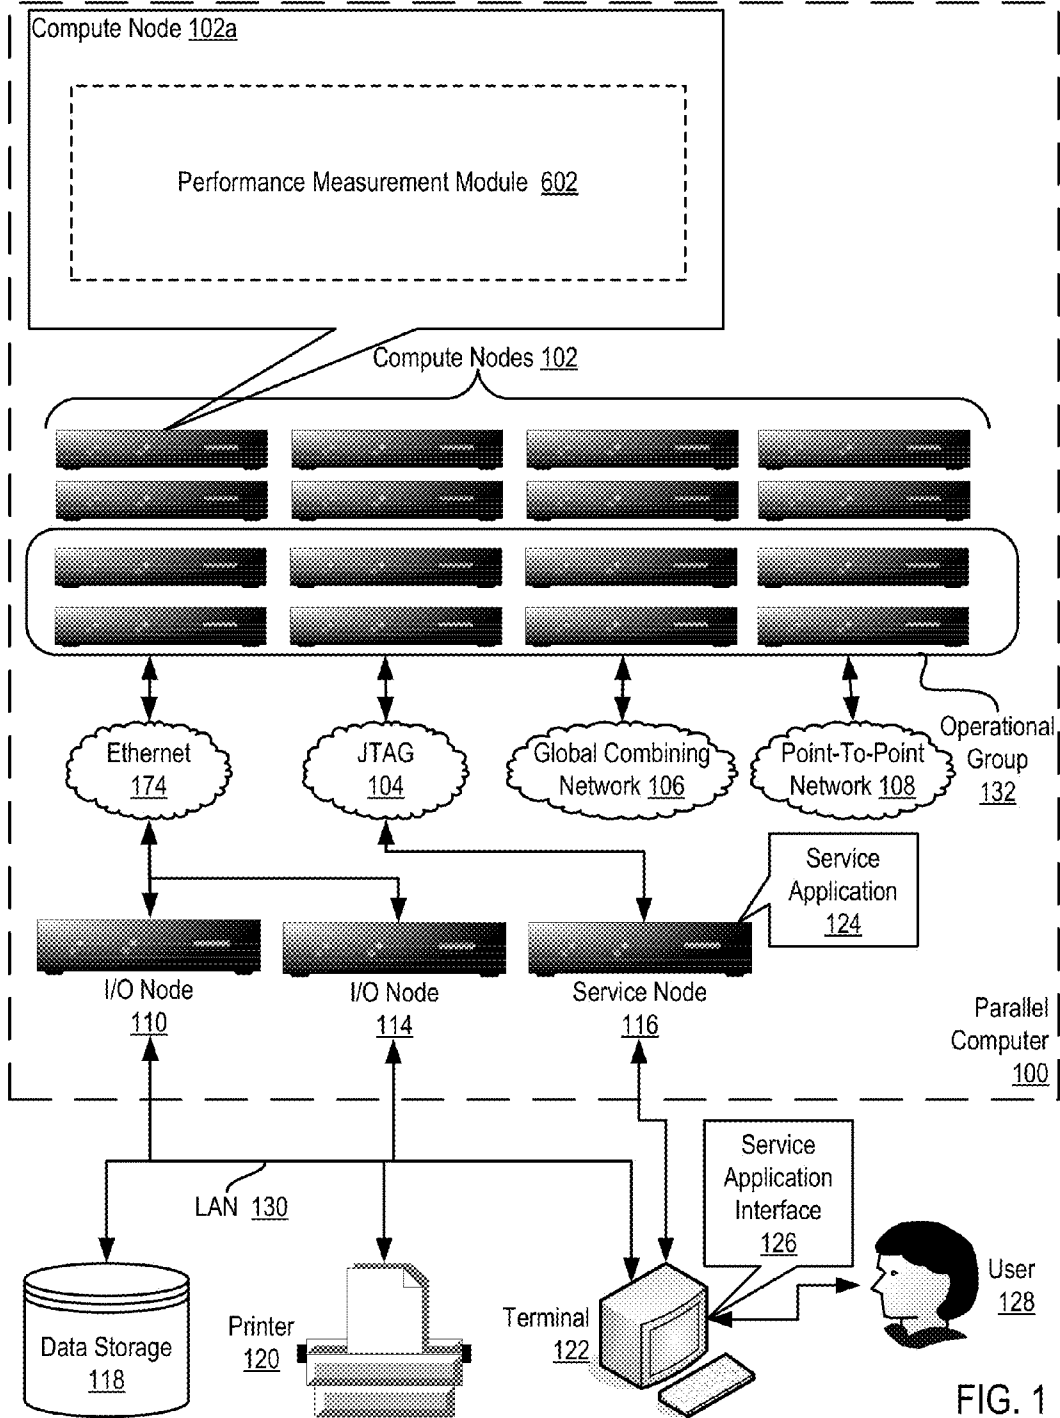 Compute Node 102a
Performance Measurement Module 602
Compute Nodes 102
Ethernet
174
JTAG
104
Global Combining
Network 106
Point-To-Point
Network 108
Operational
Group
132
Service
Application
124
I/O Node
110
I/O Node
114
Service Node
116
Parallel
Computer
100
LAN 130
Service
Application
Interface
126
Data Storage
118
Printer
120
Terminal
122
User
128
FIG. 1